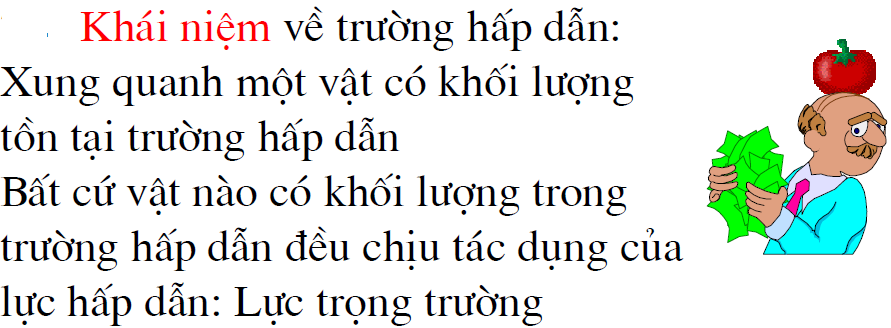 Khái niệm về trường hấp dẫn:
Xung quanh một vật có khối lượng
tồn tại trường hấp dẫn
Bất cứ vật nào có khối lượng trong
trường hấp dẫn đều chịu tác dụng của
lực hấp dẫn: Lực trọng trường